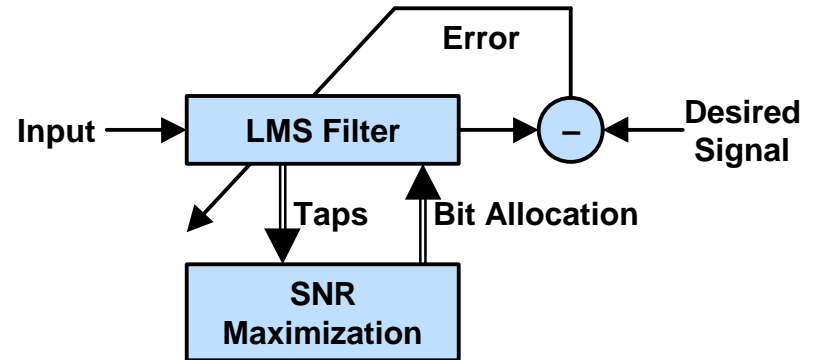 Error
Input
LMS Filter
–
Desired
Signal
Taps
Bit Allocation
SNR
Maximization